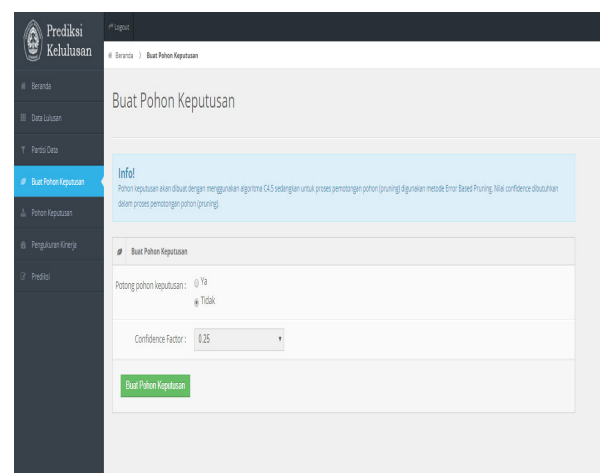 Prediksi
Kelulusan
Logout
Beranda > Buat Pohon Keputusan
Beranda
Data Lulusan
Partisi Data
Buat Pohon Keputusan
Pohon Keputusan
Pengukuran Kinerja
Prediksi
Buat Pohon Keputusan
Info!
Pohon keputusan akan dibuat dengan menggunakan algoritma C4.5 sedangkan untuk proses pemotongan pohon (pruning) digunakan metode Error Based Pruning. Nilai confidence dibutuhkan
dalam proses pemotongan pohon (pruning).
Buat Pohon Keputusan
Potong pohon keputusan : Ya
Tidak
Confidence Factor : 0.25
Buat Pohon Keputusan